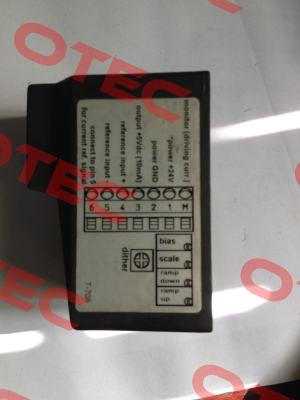 OTEC
monitor (driving curr.)
"power +24V
power GND
output +5Vdc (10mA)
reference input +
reference input -
connect to pin 5
for current ref. signal
6 5 4 3 2 1 M
dither
bias
scale
ramp
down
ramp
up
OTEC
OTEC